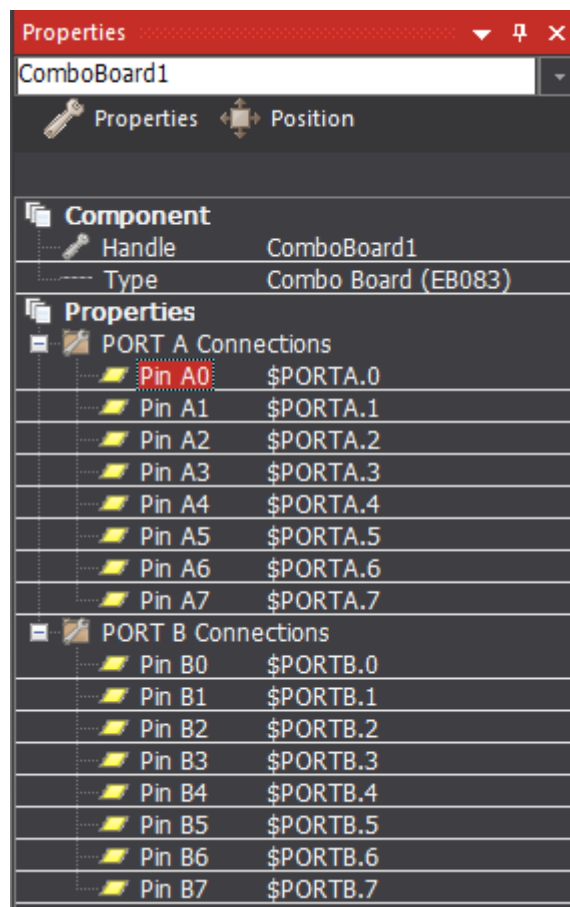 Properties
ComboBoard1
Properties Position
Component
Handle ComboBoard1
Type Combo Board (EB083)
Properties
PORT A Connections
Pin A0 $PORTA.0
Pin A1 $PORTA.1
Pin A2 $PORTA.2
Pin A3 $PORTA.3
Pin A4 $PORTA.4
Pin A5 $PORTA.5
Pin A6 $PORTA.6
Pin A7 $PORTA.7
PORT B Connections
Pin B0 $PORTB.0
Pin B1 $PORTB.1
Pin B2 $PORTB.2
Pin B3 $PORTB.3
Pin B4 $PORTB.4
Pin B5 $PORTB.5
Pin B6 $PORTB.6
Pin B7 $PORTB.7